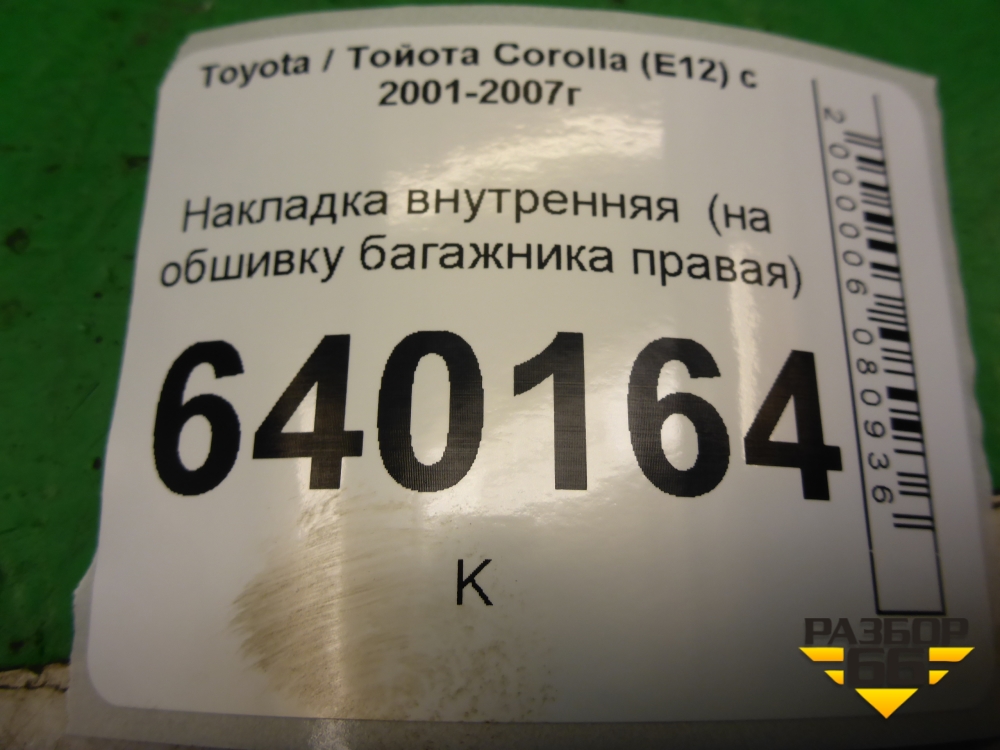 Toyota / Тойота Corolla (E12) с
2001-2007г
Накладка внутренняя (на
обшивку багажника правая)
640164
К
2000006080936
РАЗБОР
66